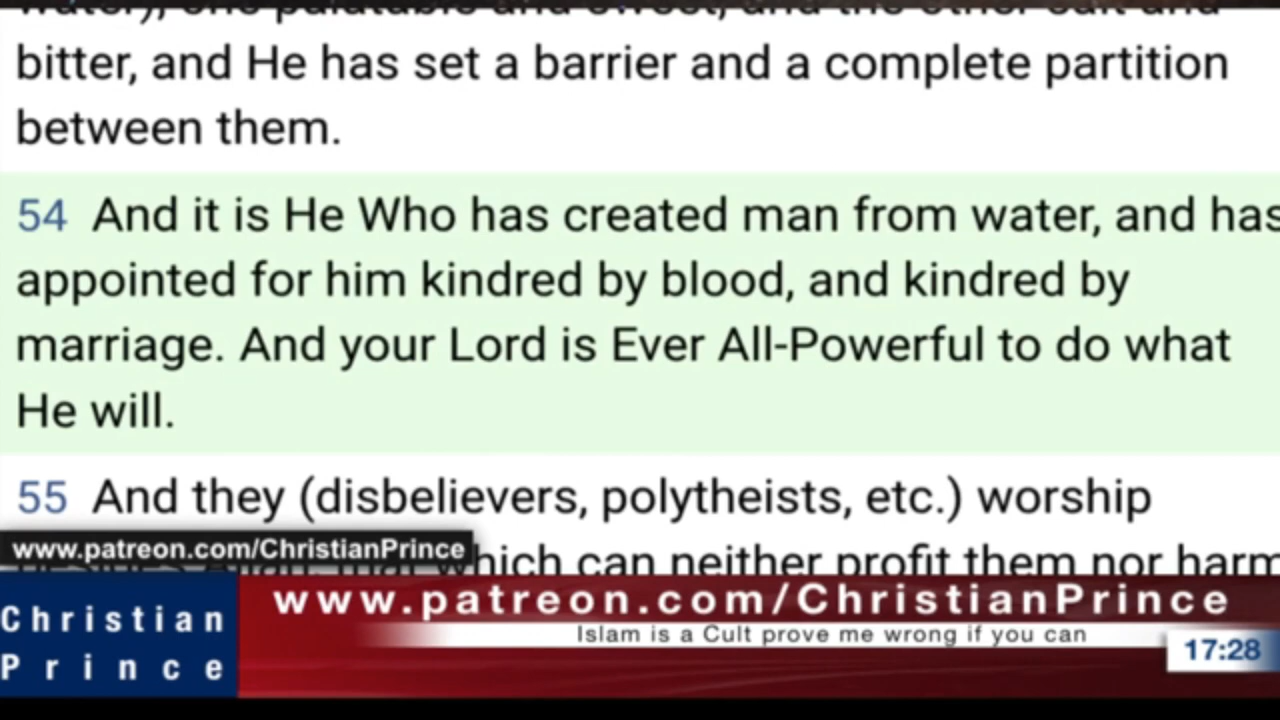 bitter, and He has set a barrier and a complete partition
between them.
54 And it is He Who has created man from water, and has
appointed for him kindred by blood, and kindred by
marriage. And your Lord is Ever All-Powerful to do what
He will.
55 And they (disbelievers, polytheists, etc.) worship
www.patreon.com/ChristianPrince
which can neither profit them nor harm
Christian
Prince
www.patreon.com/ChristianPrince
Islam is a Cult prove me wrong if you can
17:28